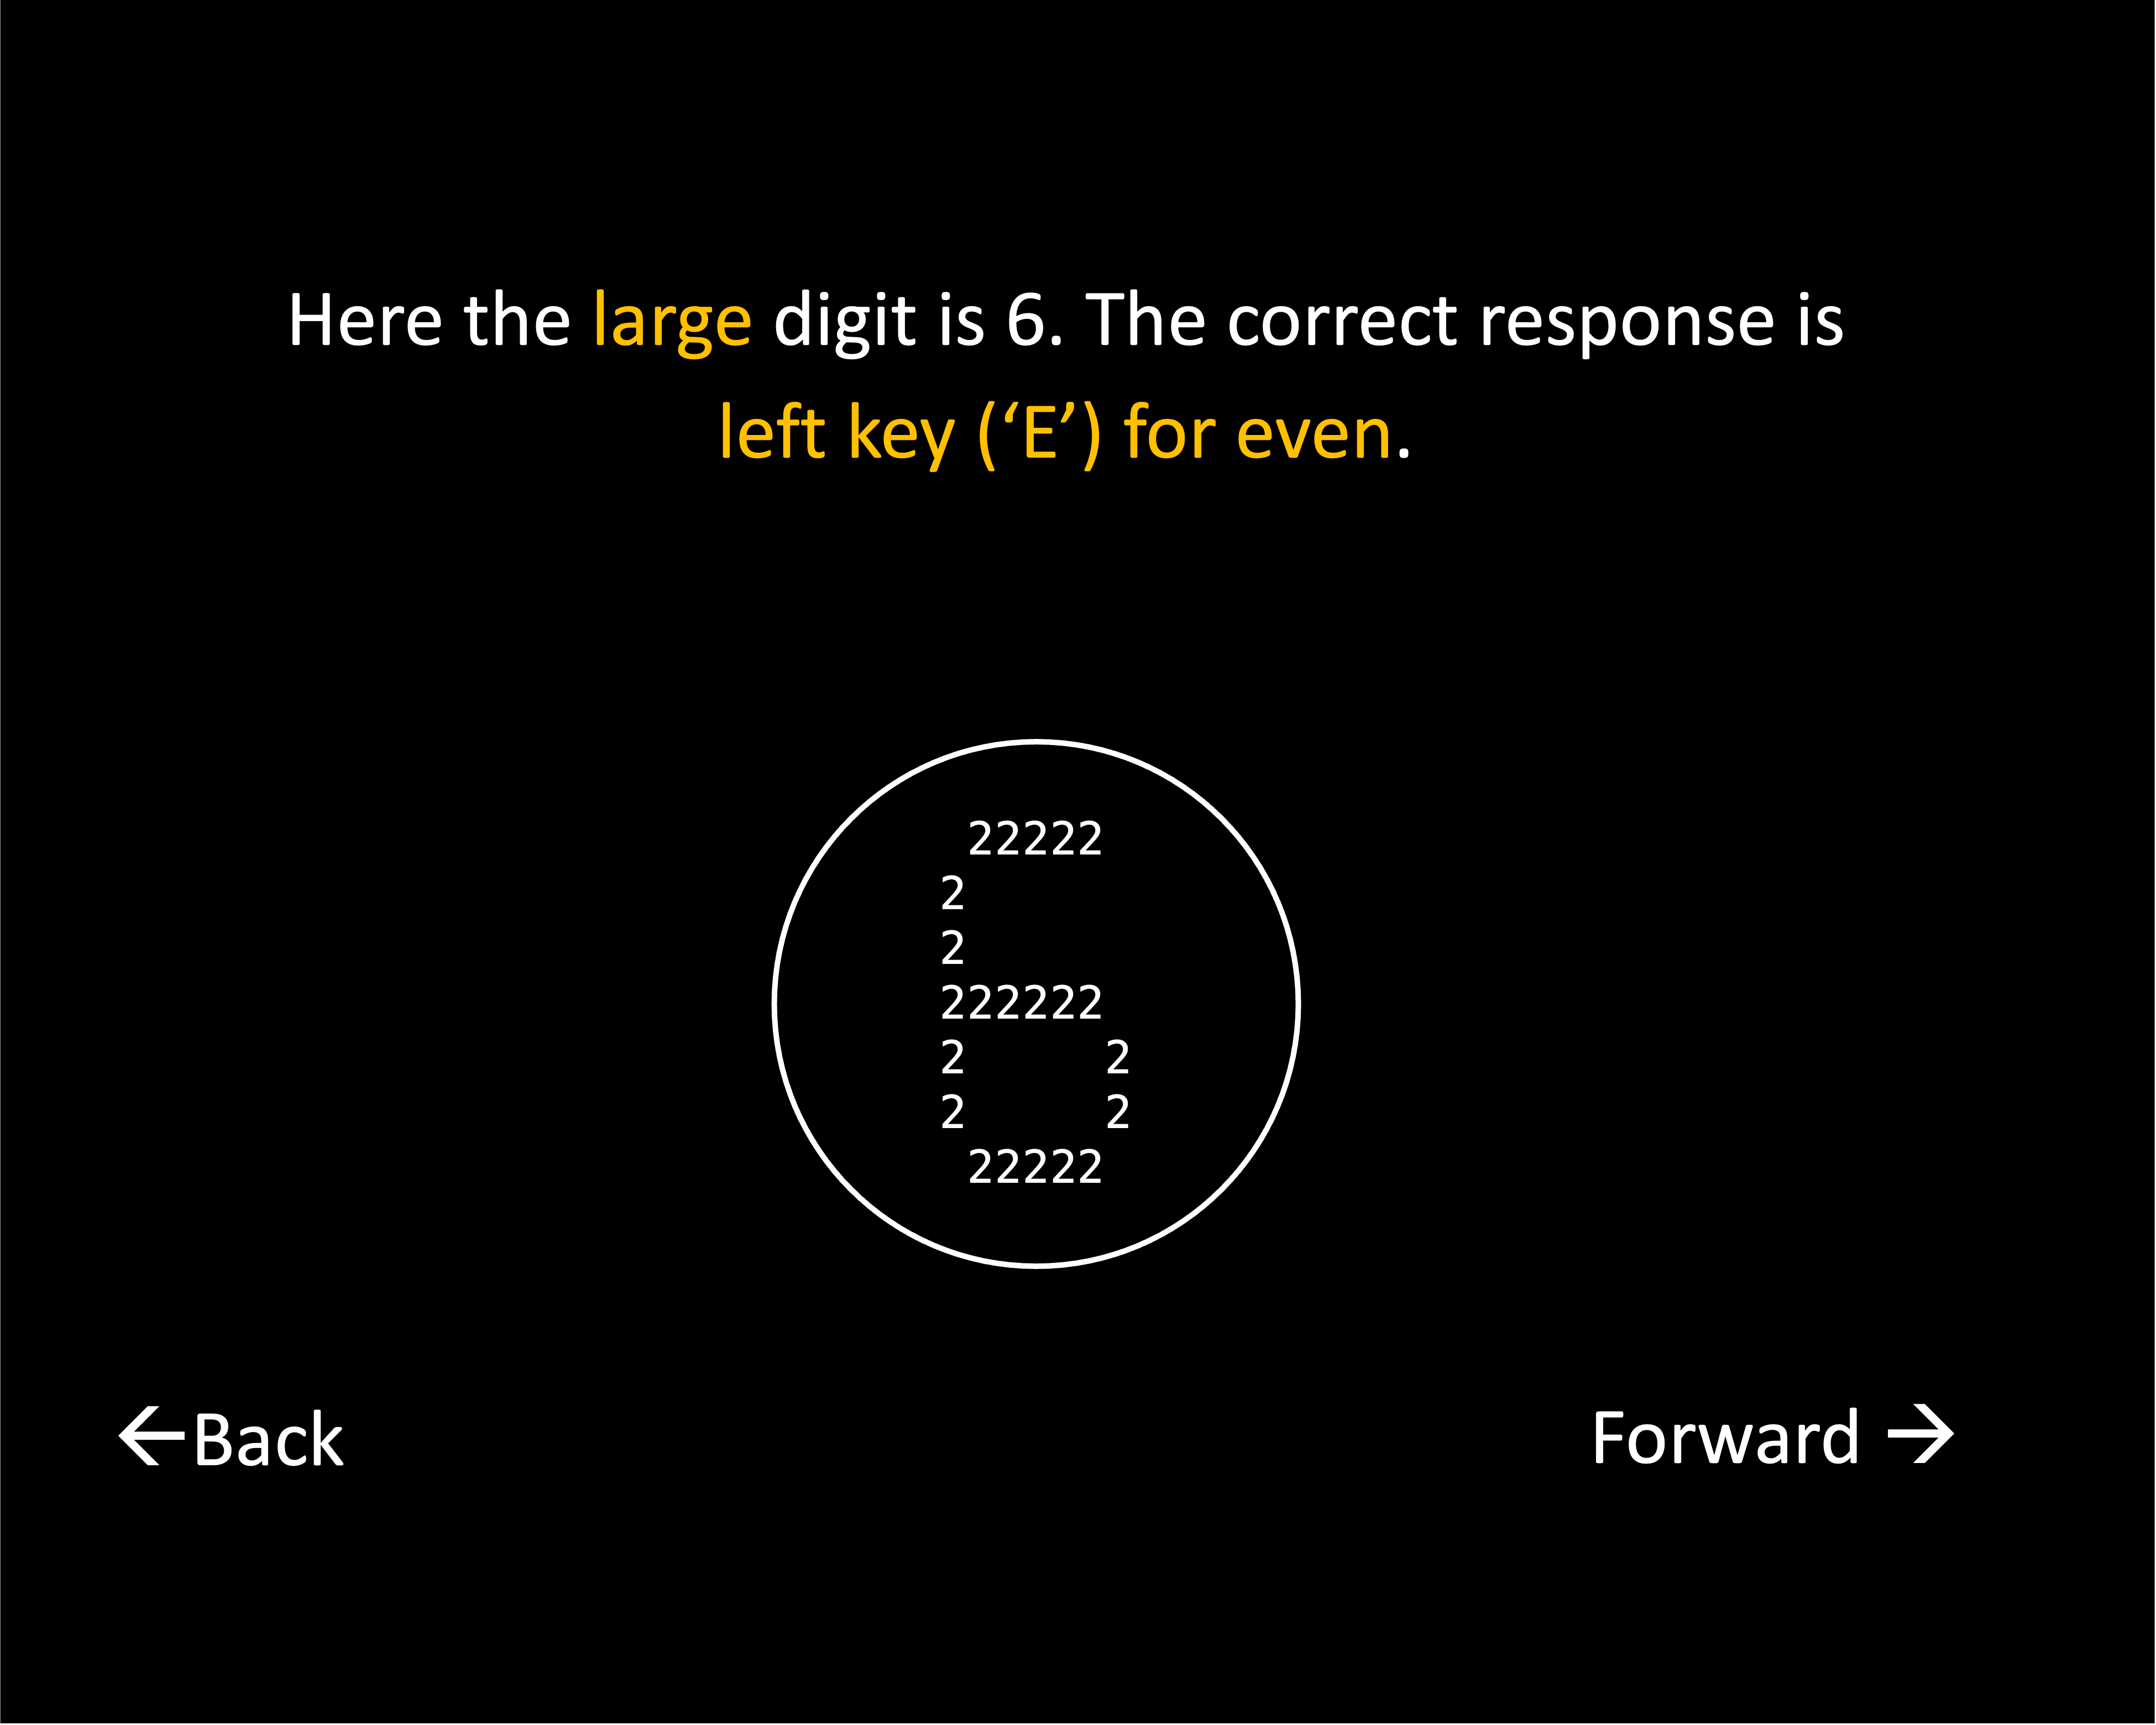 Here the large digit is 6. The correct response is
left key (‘E’) for even.
22222
2
2
222222
2 2
2 2
22222
←Back
Forward →